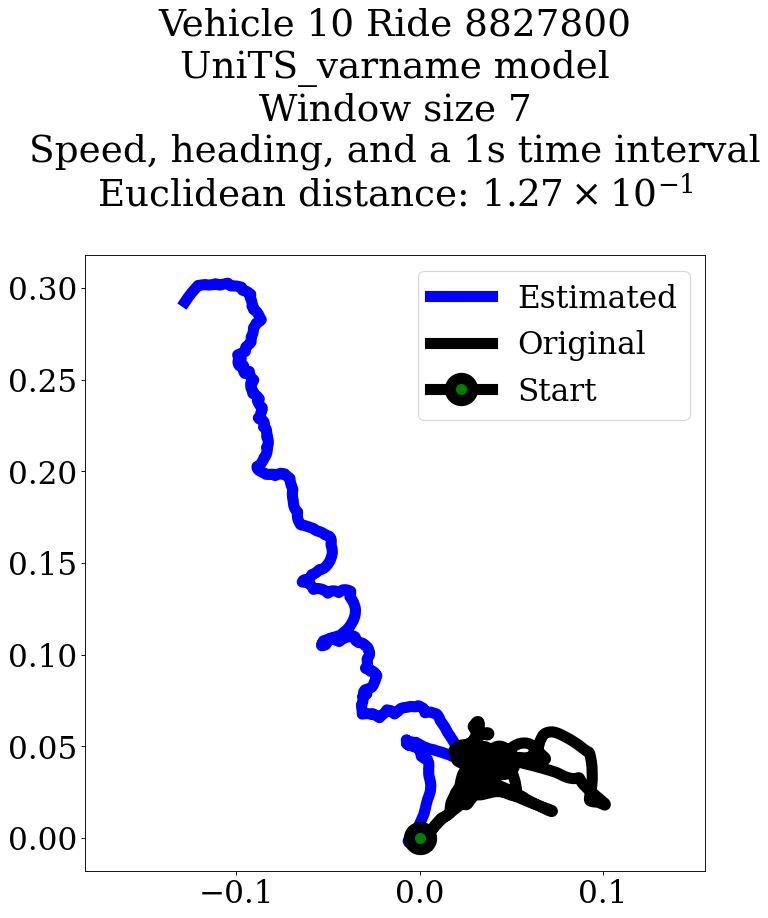 Vehicle 10 Ride 8827800
UniTS_varname model
Window size 7
Speed, heading, and a 1s time interval
Euclidean distance: 1.27 × 10⁻¹
Estimated
Original
Start
0.30
0.25
0.20
0.15
0.10
0.05
0.00
−0.1
0.0
0.1